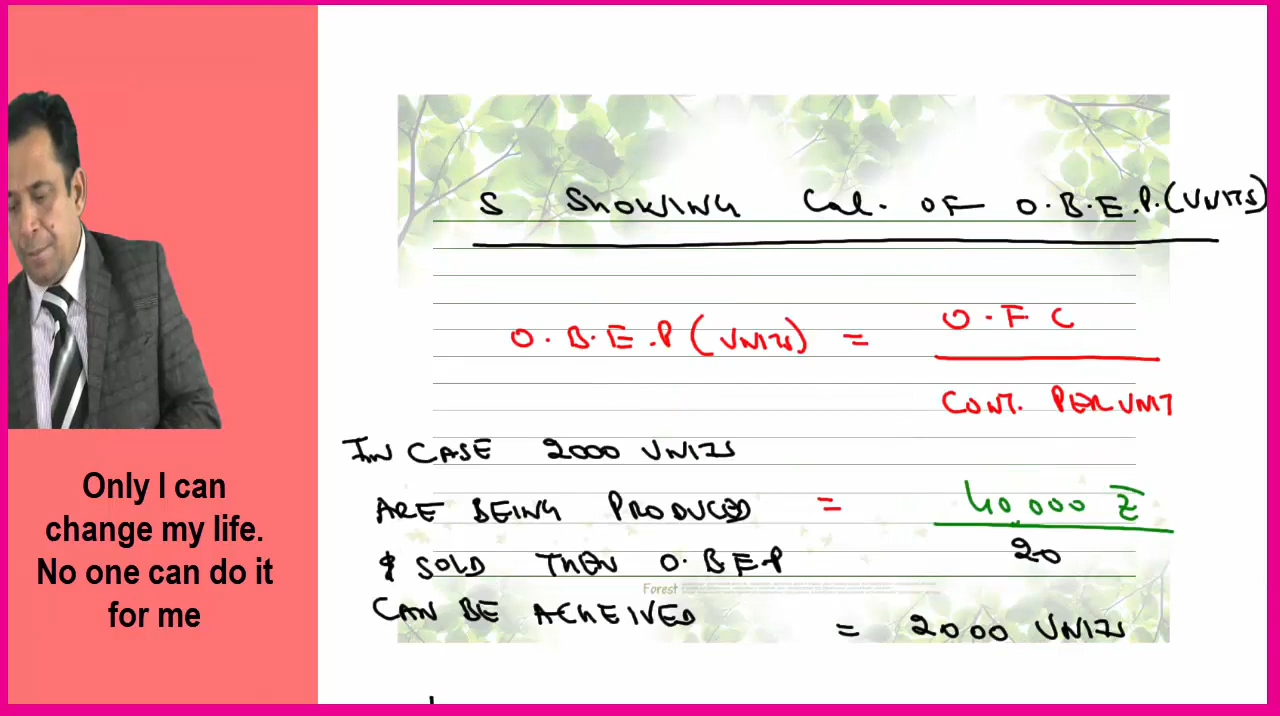 S SHOWING Cal. OF O.B.E.P.(UNITS)
O.B.E.P (UNITS) = O.F.C
CONT. PER UNIT
IN CASE 2000 UNITS
ARE BEING PRODUCED = 40,000
& SOLD THEN O.B.E.P 20
CAN BE ACHEIVED
= 2000 UNITS
Forest
Only I can
change my life.
No one can do it
for me